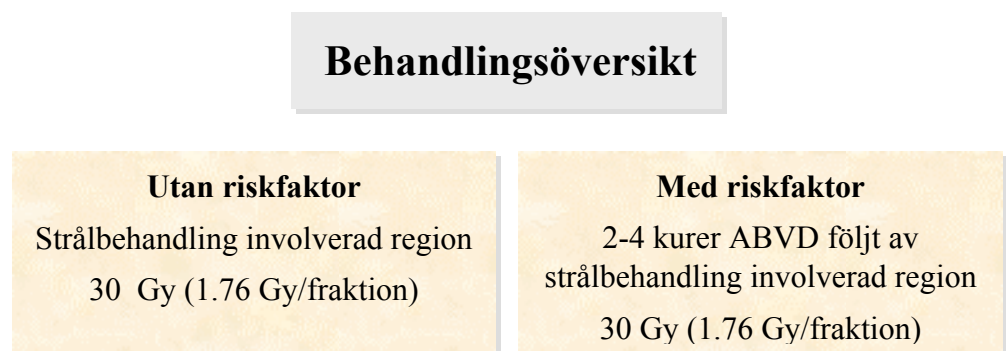 Behandlingsöversikt
Utan riskfaktor
Strålbehandling involverad region
30 Gy (1.76 Gy/fraktion)
Med riskfaktor
2-4 kurer ABVD följt av
strålbehandling involverad region
30 Gy (1.76 Gy/fraktion)